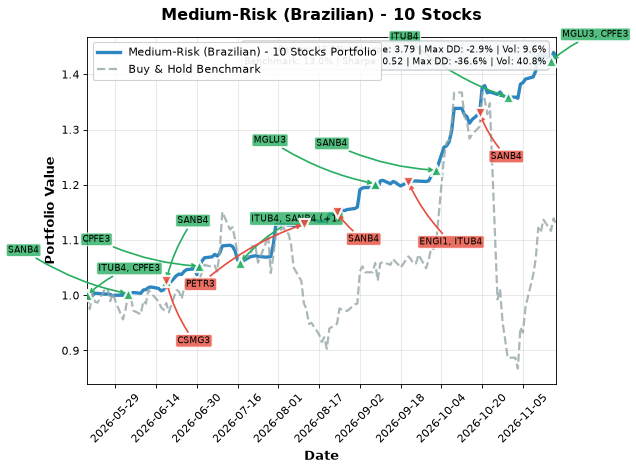 Medium-Risk (Brazilian) - 10 Stocks
ITUB4
MGLU3, CPFE3
Medium-Risk (Brazilian) - 10 Stocks Portfolio
Buy & Hold Benchmark
3.79 | Max DD: -2.9% | Vol: 9.6%
Benchmark: 13.0% | Sharpe: 0.52 | Max DD: -36.6% | Vol: 40.8%
MGLU3
SANB4
SANB4
SANB4
CPFE3
SANB4
ITUB4, SANB4 (+1)
SANB4
ENGI1, ITUB4
ITUB4, CPFE3
PETR3
CSMG3
Portfolio Value
1.4
1.3
1.2
1.1
1.0
0.9
2026-05-29
2026-06-14
2026-06-30
2026-07-16
2026-08-01
2026-08-17
2026-09-02
2026-09-18
2026-10-04
2026-10-20
2026-11-05
Date